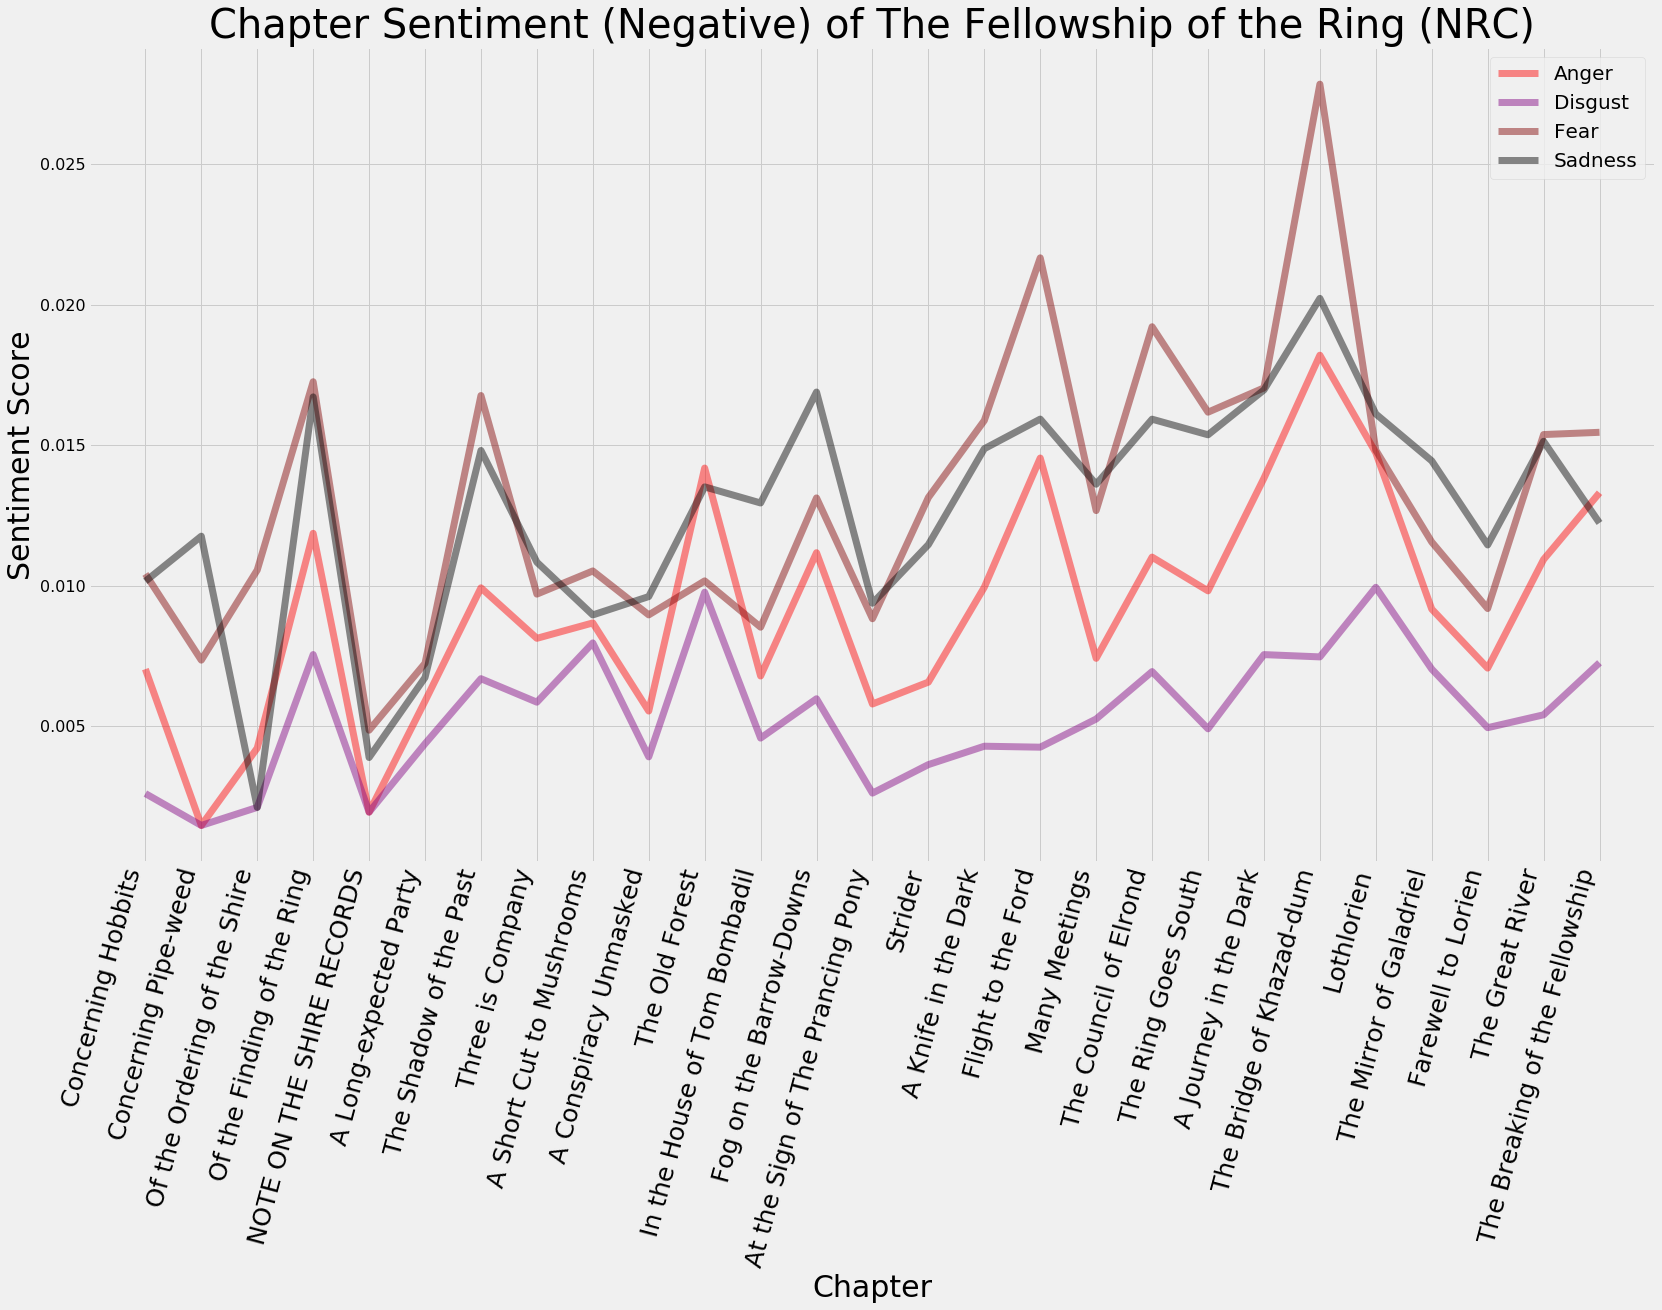 Chapter Sentiment (Negative) of The Fellowship of the Ring (NRC)
Anger
Disgust
Fear
Sadness
Sentiment Score
0.025
0.020
0.015
0.010
0.005
Concerning Hobbits
Concerning Pipe-weed
Of the Ordering of the Shire
Of the Finding of the Ring
NOTE ON THE SHIRE RECORDS
A Long-expected Party
The Shadow of the Past
Three is Company
A Short Cut to Mushrooms
A Conspiracy Unmasked
The Old Forest
In the House of Tom Bombadil
Fog on the Barrow-Downs
At the Sign of The Prancing Pony
Strider
A Knife in the Dark
Flight to the Ford
Many Meetings
The Council of Elrond
The Ring Goes South
A Journey in the Dark
The Bridge of Khazad-dum
Lothlorien
The Mirror of Galadriel
Farewell to Lorien
The Great River
The Breaking of the Fellowship
Chapter